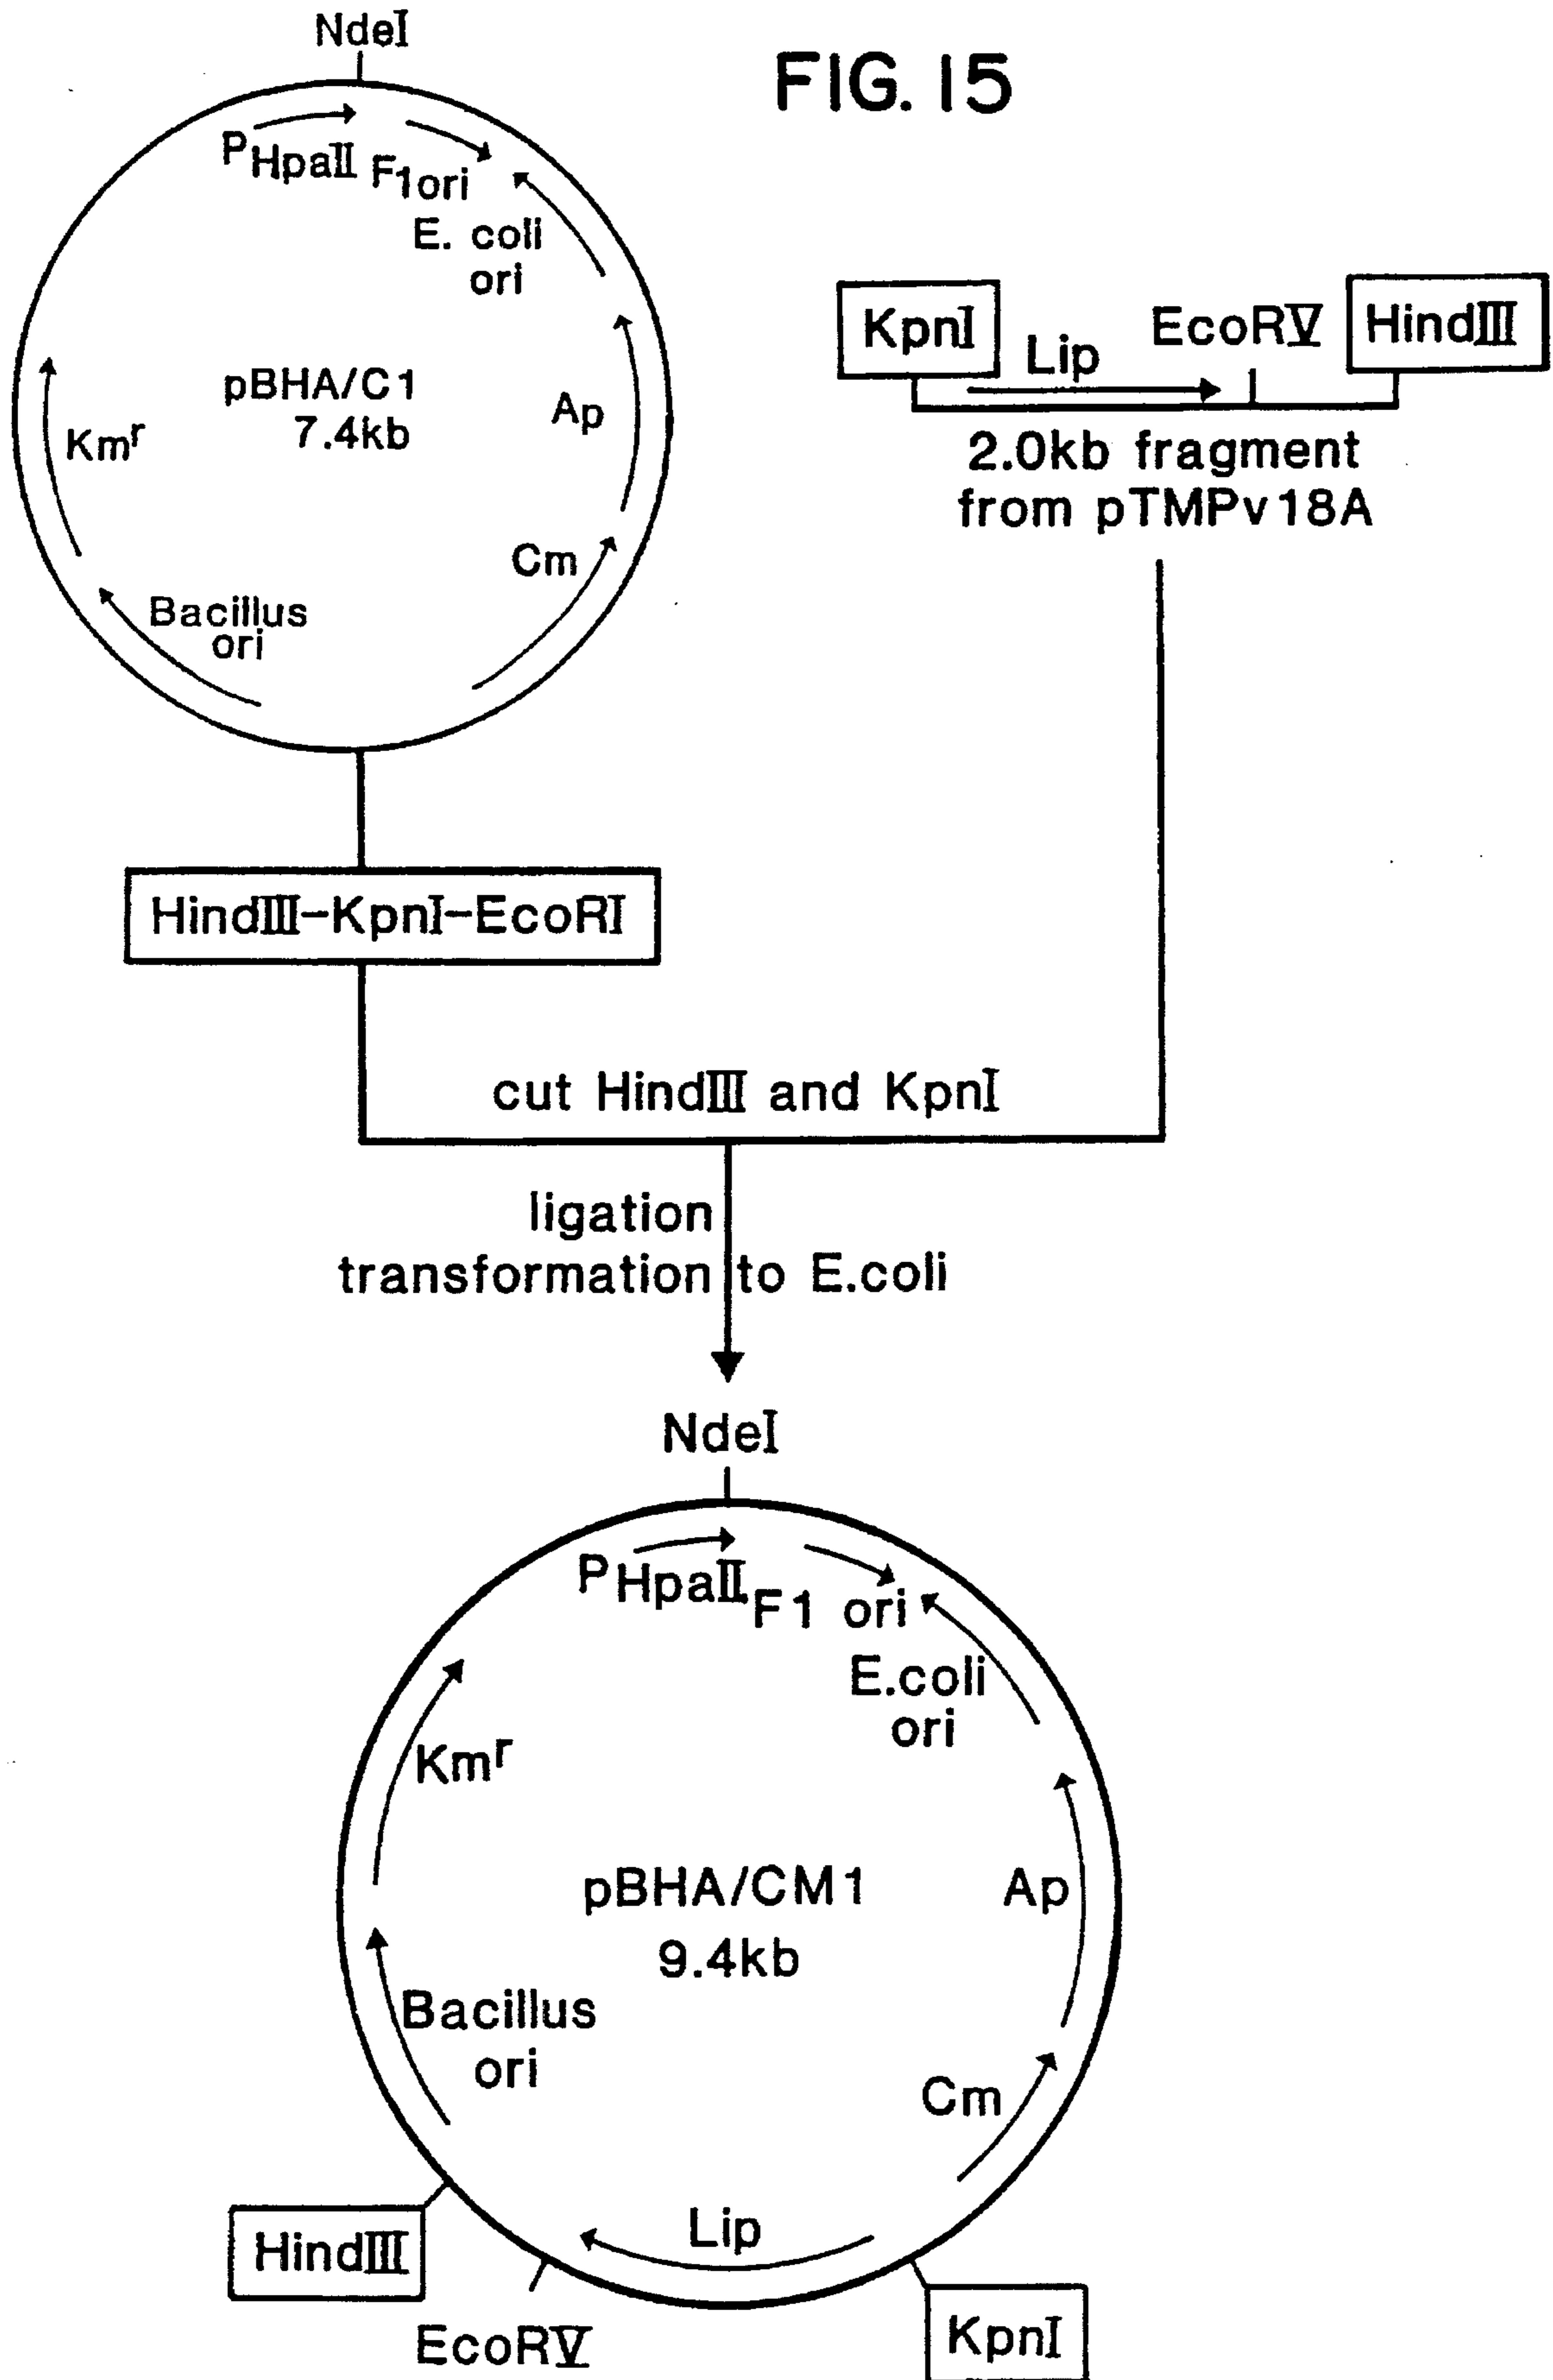 FIG. 15
NdeI
PHpaII
F1ori
E. coli
ori
pBHA/C1
7.4kb
Ap
Kmr
Cm
Bacillus
ori
KpnI
Lip
EcoRV
HindIII
2.0kb fragment
from pTMPv18A
HindIII-KpnI-EcoRI
cut HindIII and KpnI
ligation
transformation to E.coli
NdeI
PHpaII
F1 ori
E.coli
ori
Kmr
pBHA/CM1
9.4kb
Ap
Bacillus
ori
Cm
Lip
HindIII
EcoRV
KpnI